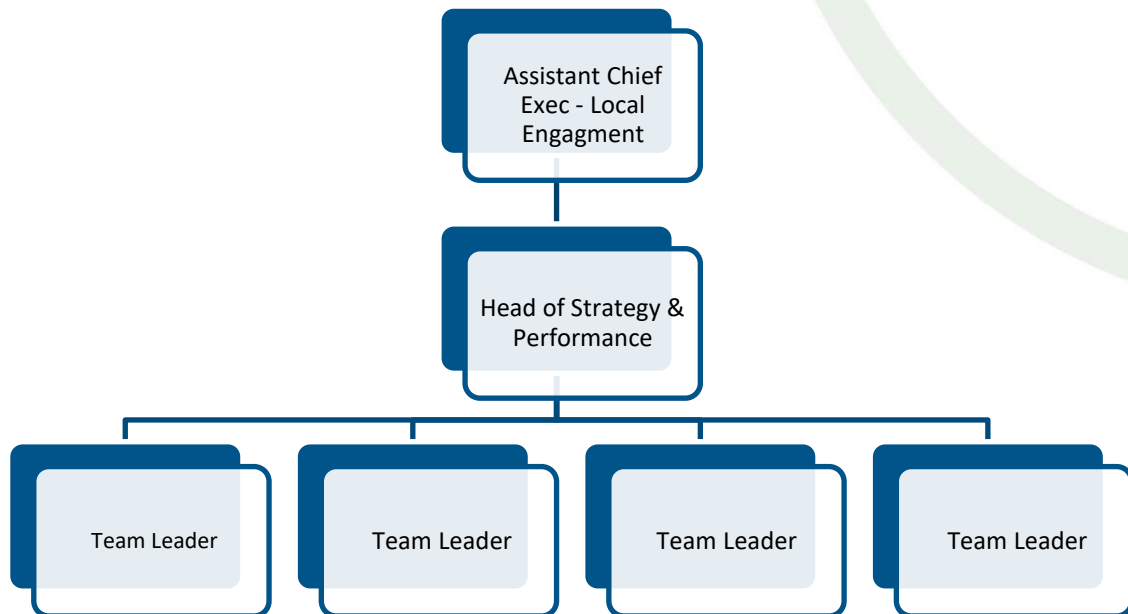 Assistant Chief
Exec - Local
Engagment
Head of Strategy &
Performance
Team Leader
Team Leader
Team Leader
Team Leader